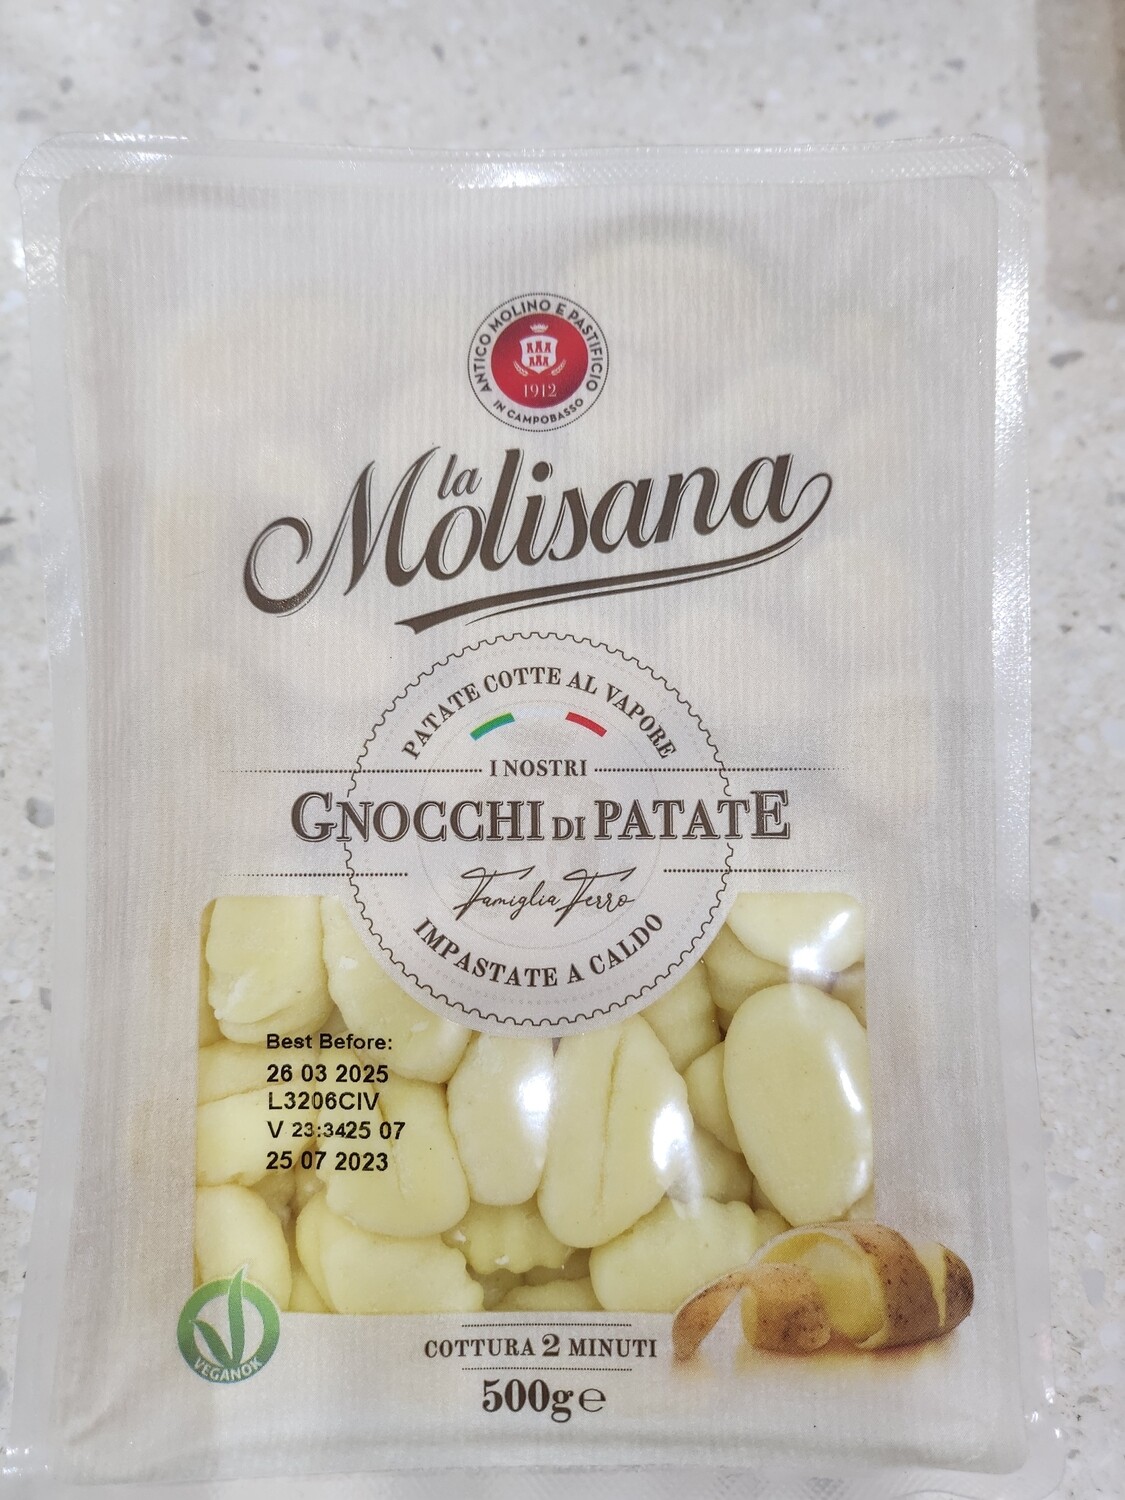 ANTICO MOLINO E PASTIFICIO
1912
IN CAMPOBASSO
la
Molisana
PATATE COTTE AL VAPORE
I NOSTRI
GNOCCHI DI PATATE
Famiglia Ferro
IMPASTATE A CALDO
Best Before:
26 03 2025
L3206CIV
V 23:3425 07
25 07 2023
VEGANOK
COTTURA 2 MINUTI
500g℮